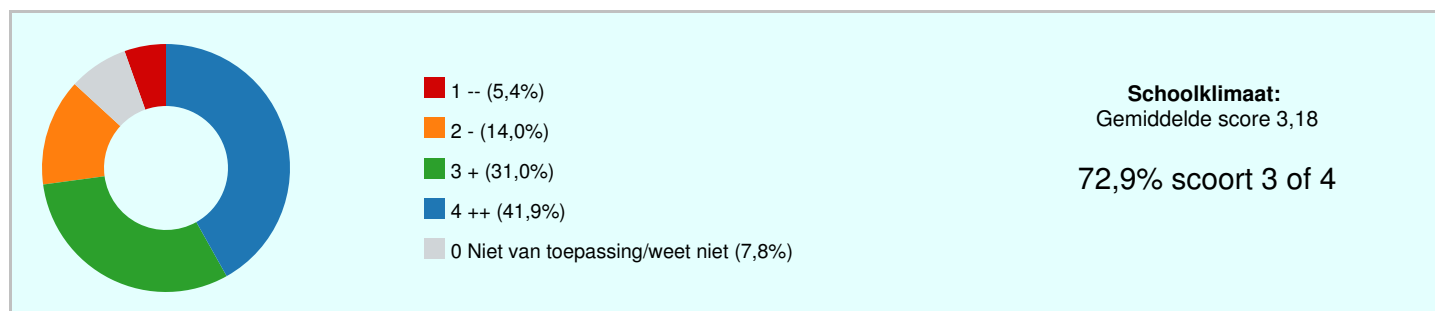 1 -- (5,4%)
2 - (14,0%)
3 + (31,0%)
4 ++ (41,9%)
0 Niet van toepassing/weet niet (7,8%)
Schoolklimaat:
Gemiddelde score 3,18
72,9% scoort 3 of 4